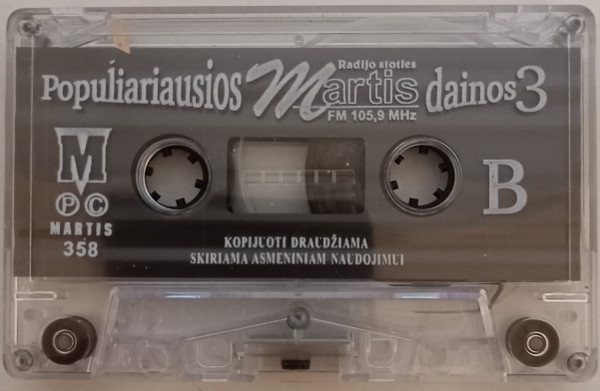 Radijo stoties
Populiariausios Martis dainos 3
FM 105,9 MHz
M
B
Ⓟ Ⓒ
MARTIS
358
KOPIJUOTI DRAUDŽIAMA
SKIRIAMA ASMENINIAM NAUDOJIMUI